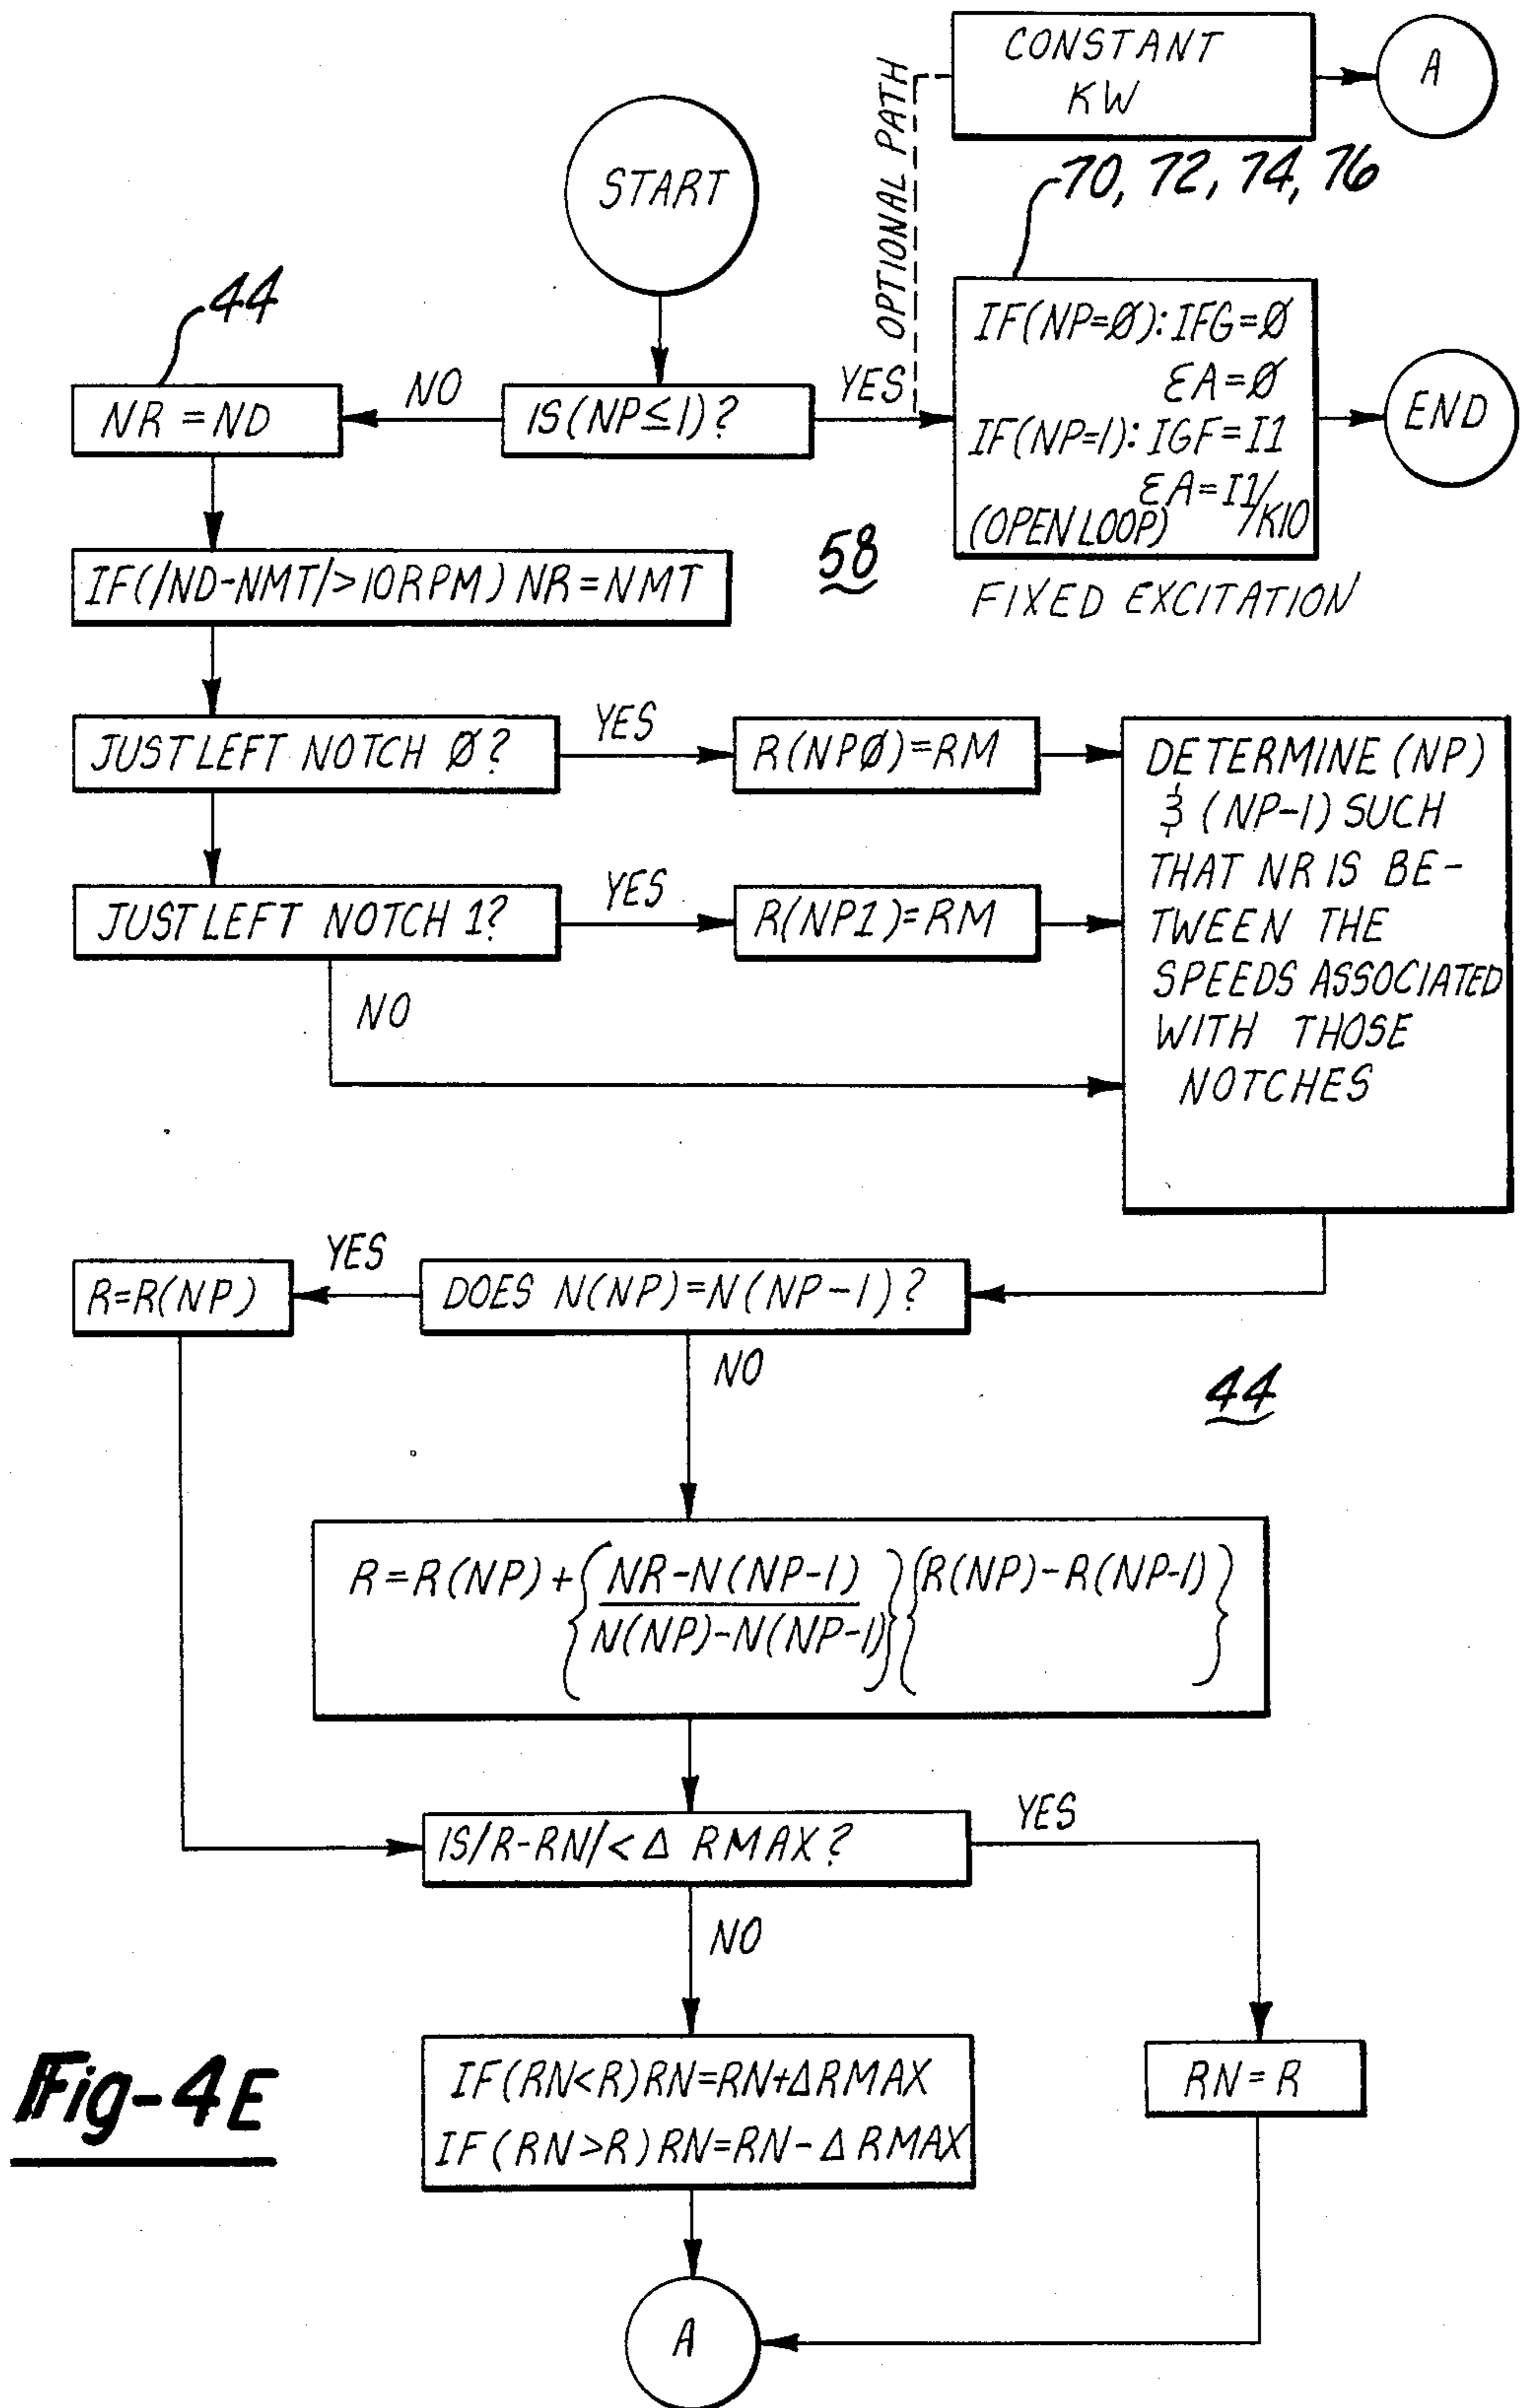 CONSTANT
KW
A
OPTIONAL PATH
START
70, 72, 74, 76
44
NR = ND
NO
IS (NP ≤ 1)?
YES
IF(NP=Ø): IFG=Ø
εA=Ø
IF(NP=1): IGF=I1
εA=I1/
(OPEN LOOP) /K10
END
FIXED EXCITATION
58
IF(/ND-NMT/>10RPM) NR=NMT
JUST LEFT NOTCH Ø?
YES
R(NPØ)=RM
DETERMINE (NP)
& (NP-1) SUCH
THAT NR IS BE-
TWEEN THE
SPEEDS ASSOCIATED
WITH THOSE
NOTCHES
JUST LEFT NOTCH 1?
YES
R(NP1)=RM
NO
R=R(NP)
YES
DOES N(NP)=N(NP-1)?
NO
44
R=R(NP)+{NR-N(NP-1)}{R(NP)-R(NP-1)}
N(NP)-N(NP-1)
IS/R-RN/<Δ RMAX?
YES
NO
IF(RN<R)RN=RN+ΔRMAX
IF(RN>R)RN=RN-Δ RMAX
RN=R
Fig-4E
A